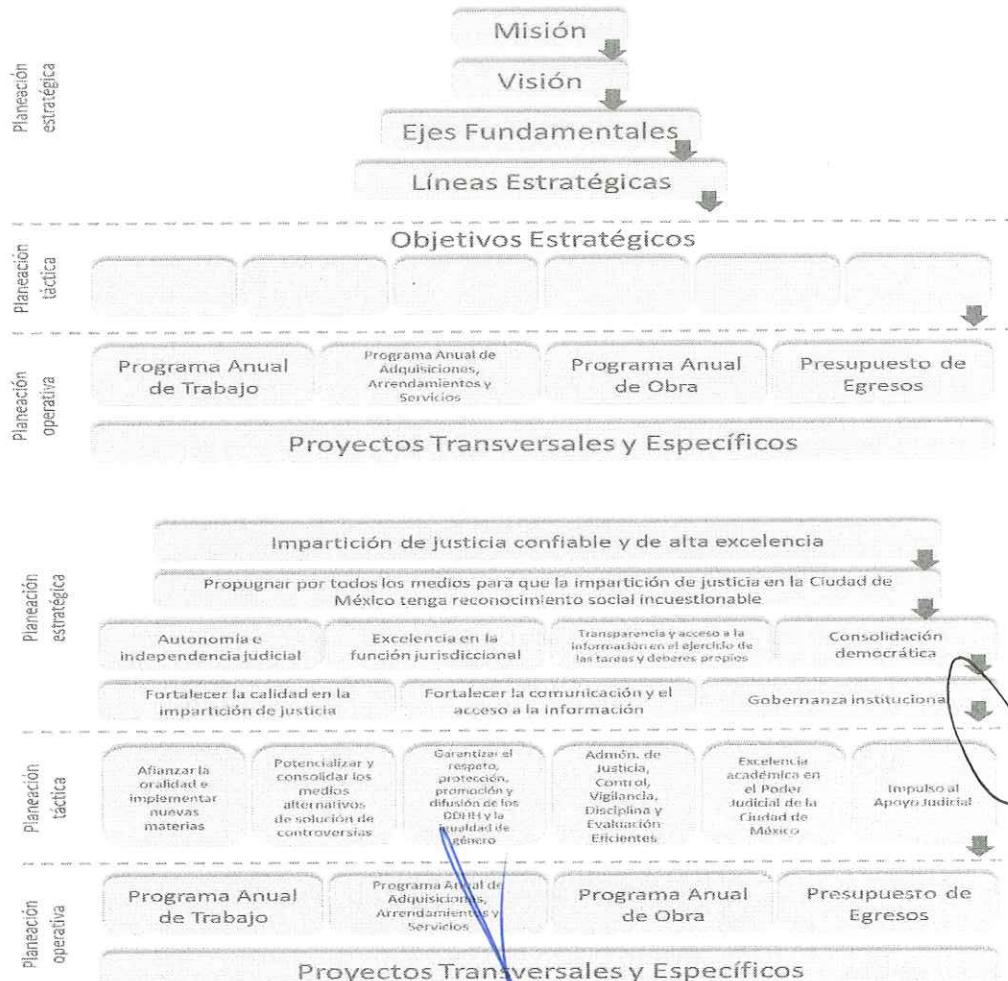 Planeación
estratégica
Misión
Visión
Ejes Fundamentales
Líneas Estratégicas
Planeación
táctica
Objetivos Estratégicos
Planeación
operativa
Programa Anual
de Trabajo
Programa Anual de
Adquisiciones,
Arrendamientos y
Servicios
Programa Anual
de Obra
Presupuesto de
Egresos
Proyectos Transversales y Específicos
Planeación
estratégica
Impartición de justicia confiable y de alta excelencia
Propugnar por todos los medios para que la impartición de justicia en la Ciudad de
México tenga reconocimiento social incuestionable
Autonomía e
independencia judicial
Excelencia en la
función jurisdiccional
Transparencia y acceso a la
información en el ejercicio de
las tareas y deberes propios
Consolidación
democrática
Fortalecer la calidad en la
impartición de justicia
Fortalecer la comunicación y el
acceso a la información
Gobernanza institucional
Planeación
táctica
Afianzar la
oralidad e
implementar
nuevas
materias
Potencializar y
consolidar los
medios
alternativos
de solución de
controversias
Garantizar el
respeto,
protección,
promoción y
difusión de los
DDHH y la
igualdad de
género
Admón. de
Justicia,
Control,
Vigilancia,
Disciplina y
Evaluación
Eficientes
Excelencia
académica en
el Poder
Judicial de la
Ciudad de
México
Impulso al
Apoyo Judicial
Planeación
operativa
Programa Anual
de Trabajo
Programa Anual de
Adquisiciones,
Arrendamientos y
Servicios
Programa Anual
de Obra
Presupuesto de
Egresos
Proyectos Transversales y Específicos